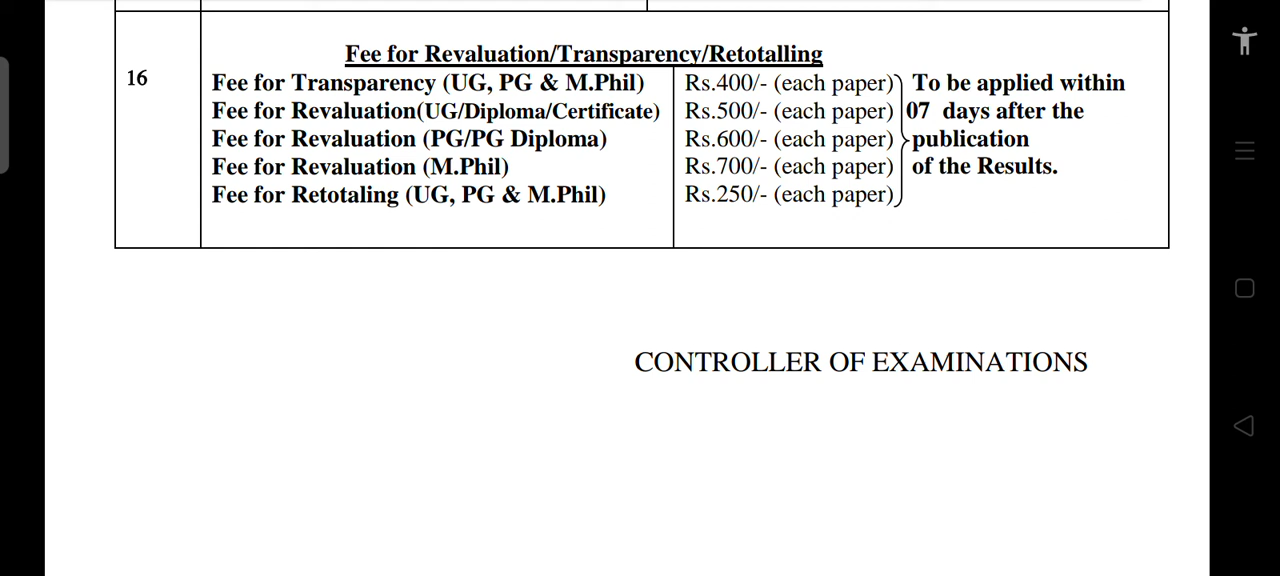 Fee for Revaluation/Transparency/Retotalling
16
Fee for Transparency (UG, PG & M.Phil) Rs.400/- (each paper) To be applied within
Fee for Revaluation(UG/Diploma/Certificate) Rs.500/- (each paper) 07 days after the
Fee for Revaluation (PG/PG Diploma) Rs.600/- (each paper) publication
Fee for Revaluation (M.Phil) Rs.700/- (each paper) of the Results.
Fee for Retotaling (UG, PG & M.Phil) Rs.250/- (each paper)
CONTROLLER OF EXAMINATIONS